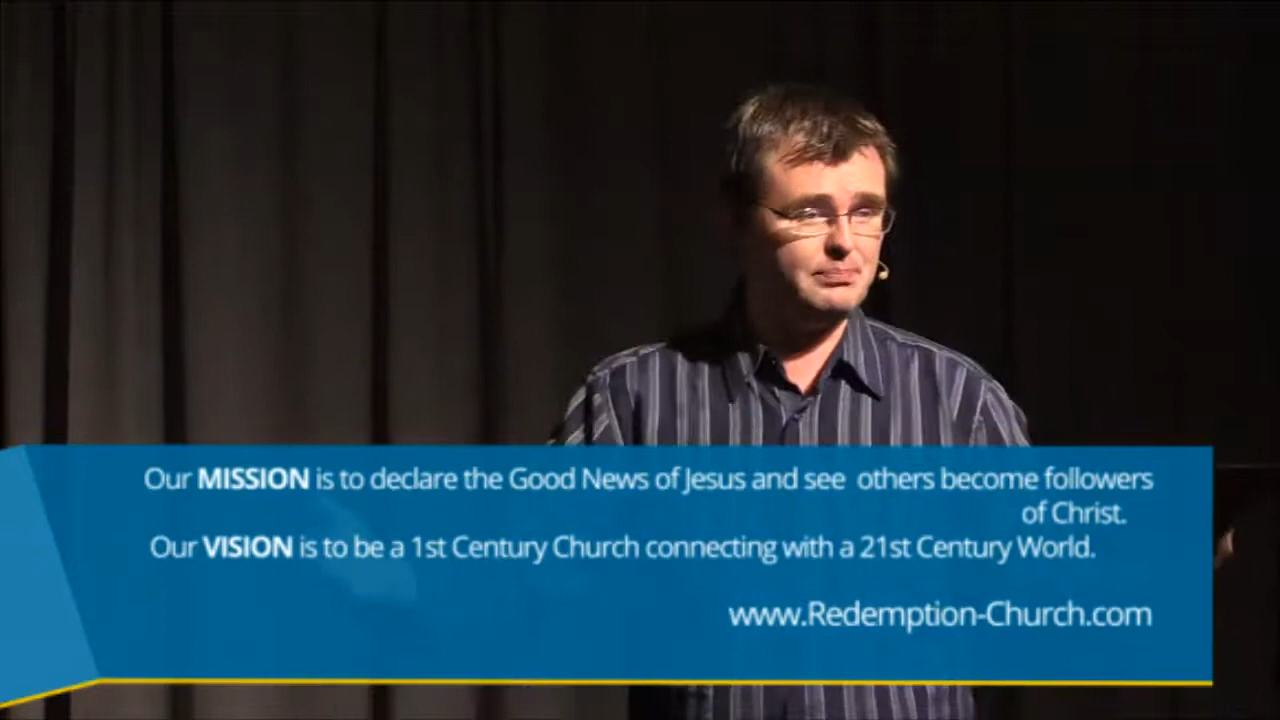 Our MISSION is to declare the Good News of Jesus and see others become followers
of Christ.
Our VISION is to be a 1st Century Church connecting with a 21st Century World.
www.Redemption-Church.com